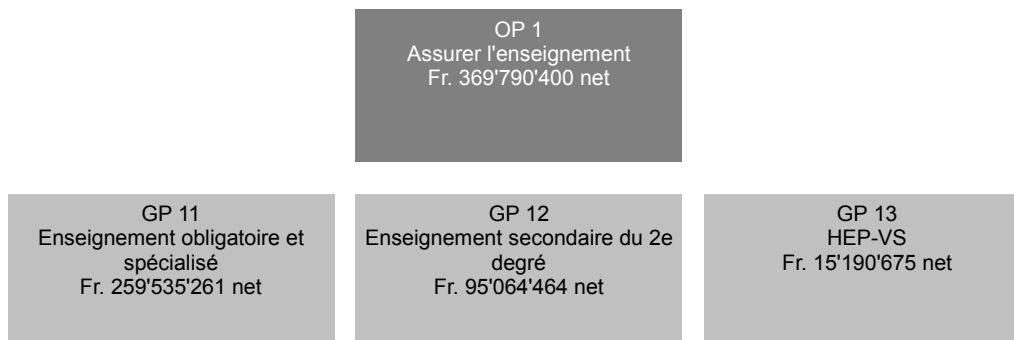 OP 1
Assurer l'enseignement
Fr. 369'790'400 net
GP 11
Enseignement obligatoire et
spécialisé
Fr. 259'535'261 net
GP 12
Enseignement secondaire du 2e
degré
Fr. 95'064'464 net
GP 13
HEP-VS
Fr. 15'190'675 net